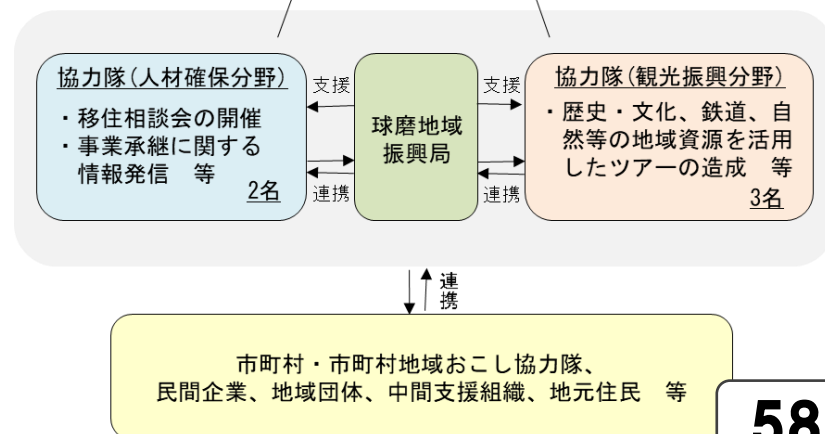 協力隊(人材確保分野)
・移住相談会の開催
・事業承継に関する
情報発信　等
2名
支援
連携
球磨地域
振興局
支援
連携
協力隊(観光振興分野)
・歴史・文化、鉄道、自
然等の地域資源を活用
したツアーの造成　等
3名
連
携
市町村・市町村地域おこし協力隊、
民間企業、地域団体、中間支援組織、地元住民　等
58